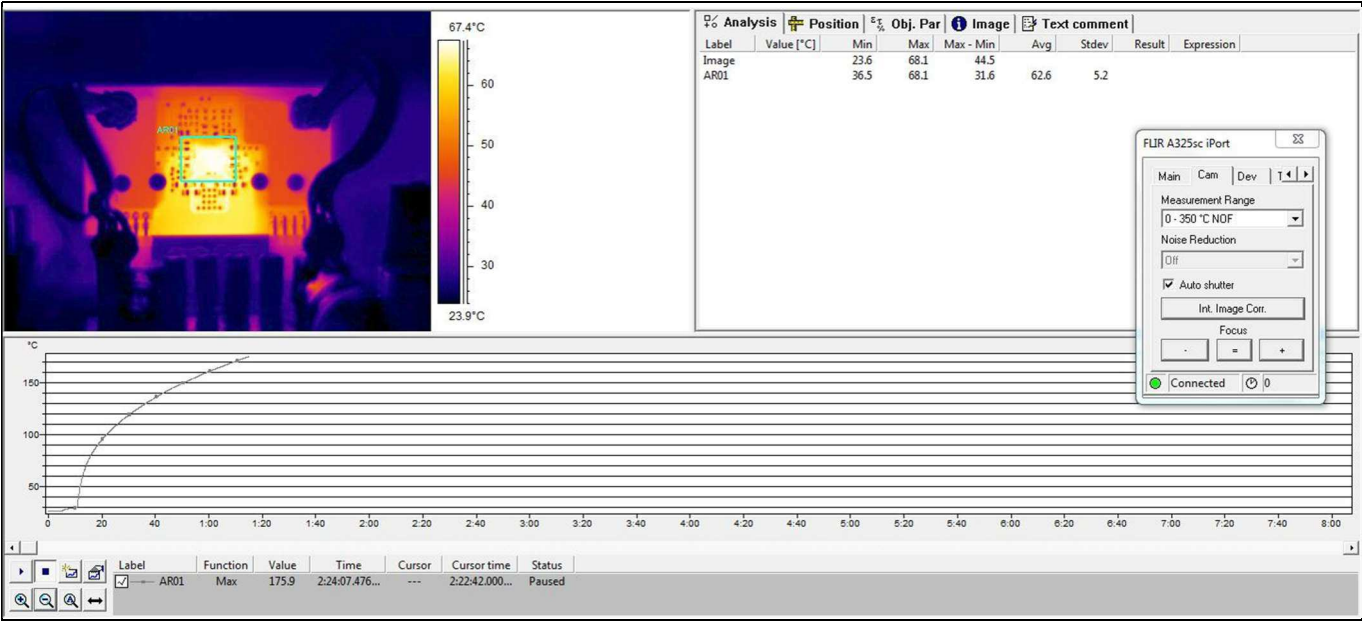 67.4°C
60
50
40
30
23.9°C
AR01
Analysis Position Obj. Par Image Text comment
Label Value [°C] Min Max Max - Min Avg Stdev Result Expression
Image 23.6 68.1 44.5
AR01 36.5 68.1 31.6 62.6 5.2
FLIR A325sc iPort
Main Cam Dev
Measurement Range
0 - 350 °C NOF
Noise Reduction
Off
Auto shutter
Int. Image Corr.
Focus
- = +
Connected 0
°C
150
100
50
0 20 40 1:00 1:20 1:40 2:00 2:20 2:40 3:00 3:20 3:40 4:00 4:20 4:40 5:00 5:20 5:40 6:00 6:20 6:40 7:00 7:20 7:40 8:00
Label Function Value Time Cursor Cursor time Status
AR01 Max 175.9 2:24:07.476... --- 2:22:42.000... Paused